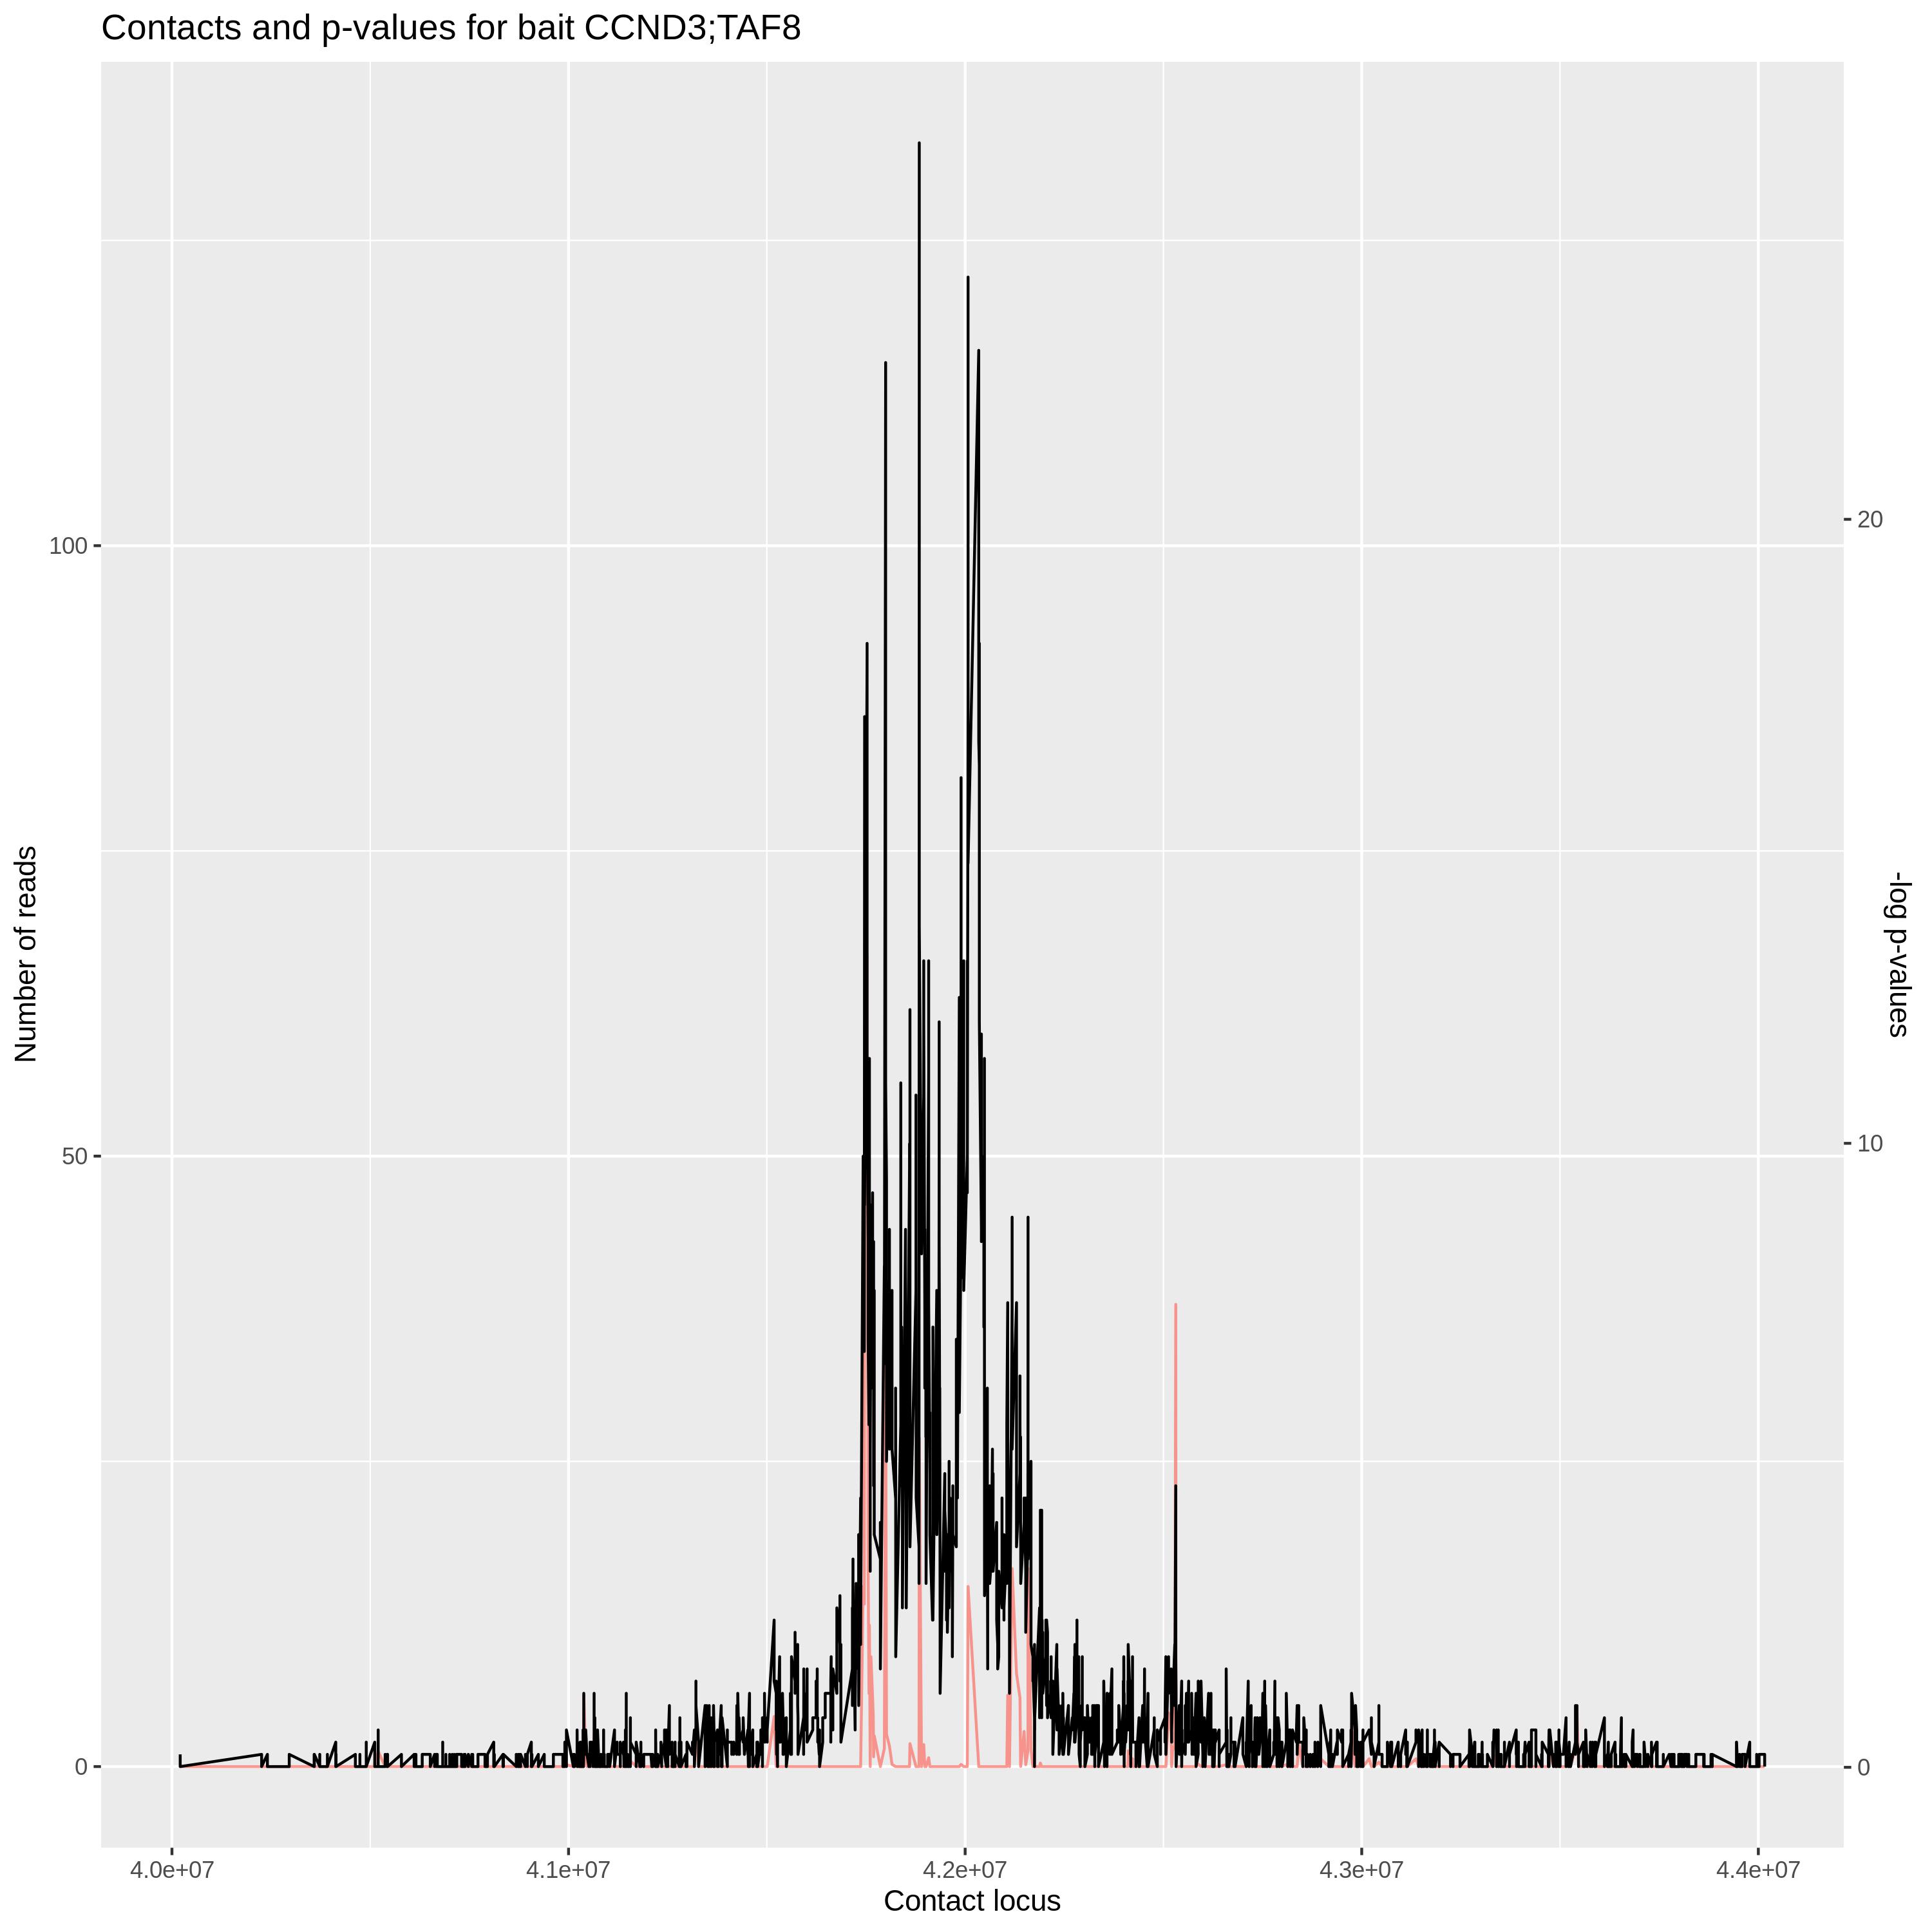 Contacts and p-values for bait CCND3;TAF8
Number of reads
100
50
0
20
10
0
-log p-values
4.0e+07
4.1e+07
4.2e+07
4.3e+07
4.4e+07
Contact locus